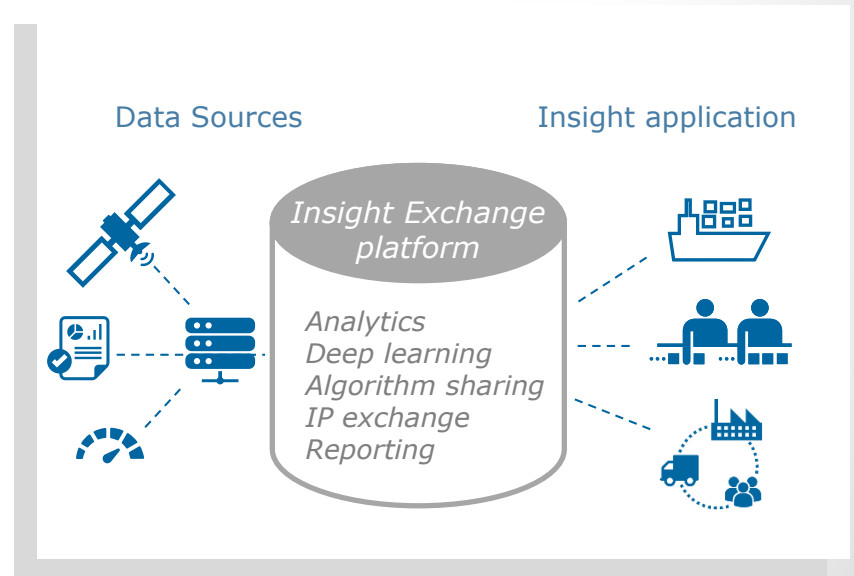 Data Sources
Insight application
Insight Exchange
platform
Analytics
Deep learning
Algorithm sharing
IP exchange
Reporting